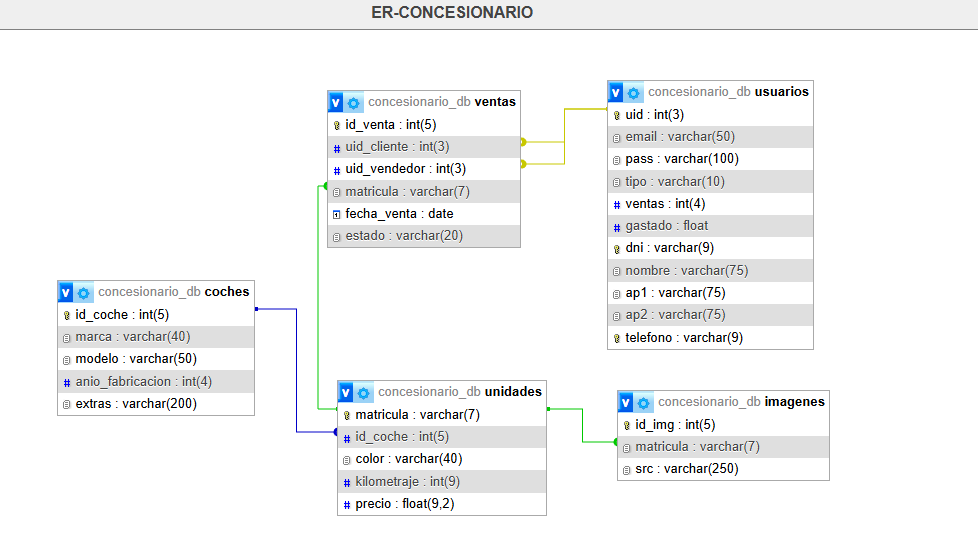 ER-CONCESIONARIO
v concesionario_db ventas
id_venta : int(5)
# uid_cliente : int(3)
# uid_vendedor : int(3)
matricula : varchar(7)
fecha_venta : date
estado : varchar(20)
v concesionario_db usuarios
uid : int(3)
email : varchar(50)
pass : varchar(100)
tipo : varchar(10)
# ventas : int(4)
# gastado : float
dni : varchar(9)
nombre : varchar(75)
ap1 : varchar(75)
ap2 : varchar(75)
telefono : varchar(9)
v concesionario_db coches
id_coche : int(5)
marca : varchar(40)
modelo : varchar(50)
# anio_fabricacion : int(4)
extras : varchar(200)
v concesionario_db unidades
matricula : varchar(7)
# id_coche : int(5)
color : varchar(40)
# kilometraje : int(9)
# precio : float(9,2)
v concesionario_db imagenes
id_img : int(5)
matricula : varchar(7)
src : varchar(250)